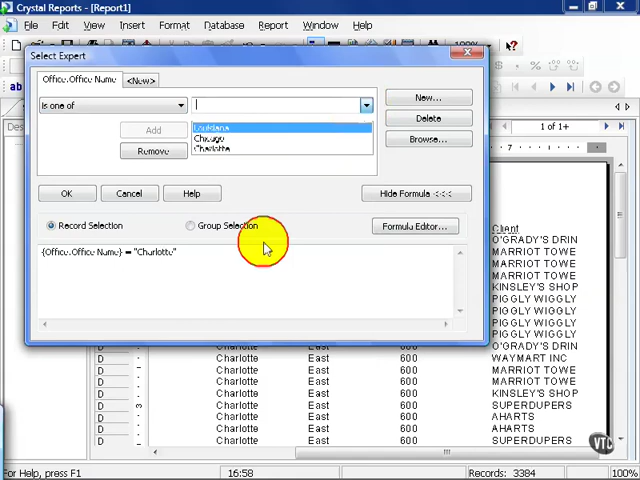 Crystal Reports - [Report1]
File Edit View Insert Format Database Report Window Help
100%
Select Expert
Office.Office Name <New>
is one of
New...
Louisiana
Add
Delete
Chicago
Remove
Charlotte
Browse...
OK Cancel Help Hide Formula <<<
Record Selection Group Selection Formula Editor...
{Office.Office Name} = "Charlotte"
1 of 1+
7
Client
O'GRADY'S DRIN
MARRIOT TOWE
MARRIOT TOWE
KINSLEY'S SHOP
PIGGLY WIGGLY
PIGGLY WIGGLY
PIGGLY WIGGLY
PIGGLY WIGGLY
O'GRADY'S DRIN
D Charlotte East 600 WAYMART INC
D Charlotte East 600 MARRIOT TOWE
D Charlotte East 600 MARRIOT TOWE
D Charlotte East 600 KINSLEY'S SHOP
D Charlotte East 600 SUPERDUPERS
D Charlotte East 600 AHARTS
D Charlotte East 600 AHARTS
D Charlotte East 600 SUPERDUPERS
VTC
For Help, press F1 16:58 Records: 3384 100%